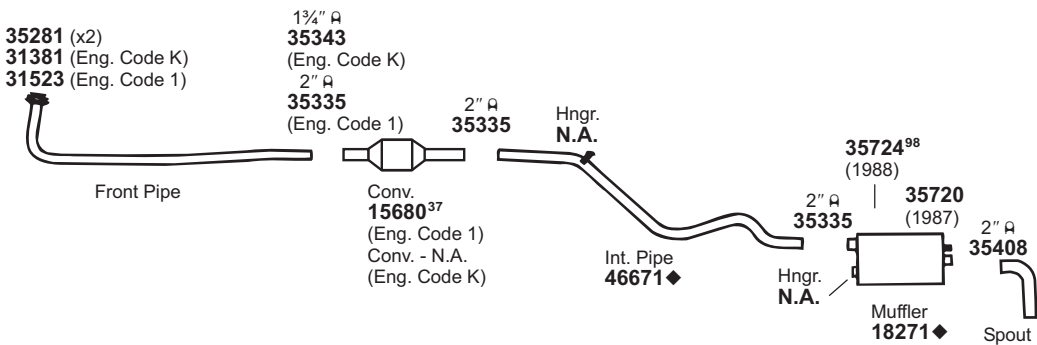 35281 (x2)
31381 (Eng. Code K)
31523 (Eng. Code 1)
Front Pipe
1¾"
35343
(Eng. Code K)
2"
35335
(Eng. Code 1)
Conv.
15680³⁷
(Eng. Code 1)
Conv. - N.A.
(Eng. Code K)
2"
35335
Hngr.
N.A.
Int. Pipe
46671◆
2"
35335
Hngr.
N.A.
35724⁹⁸
(1988)
35720
(1987)
Muffler
18271◆
2"
35408
Spout